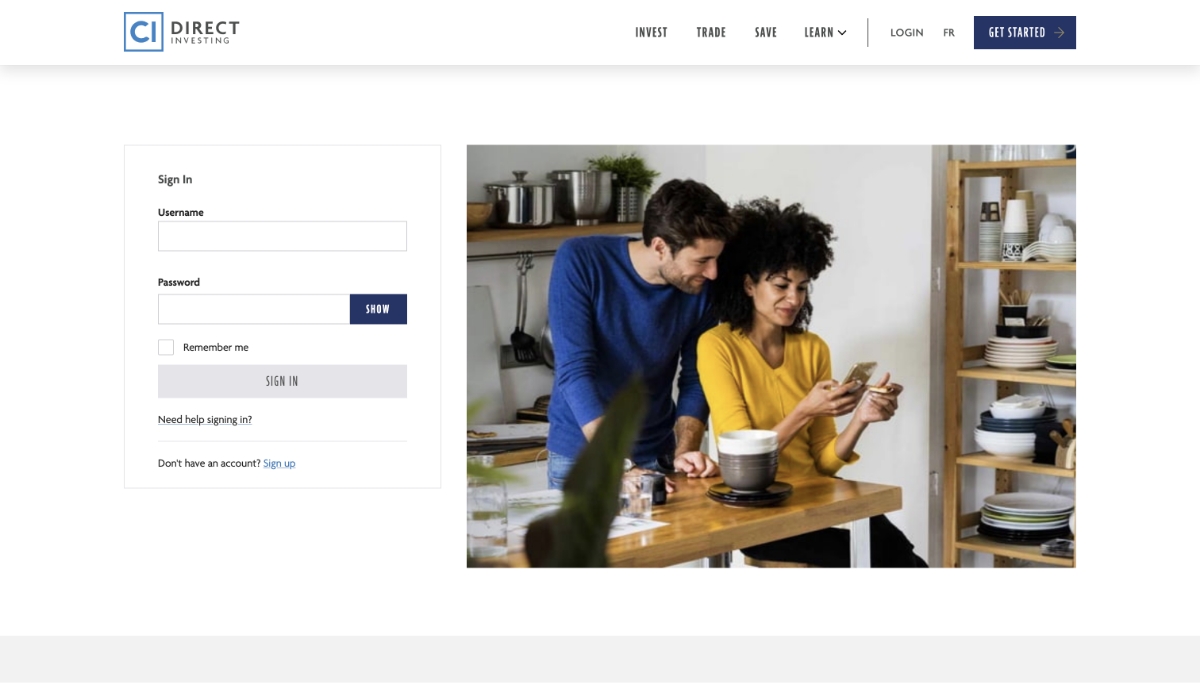 CI DIRECT
INVESTING
INVEST TRADE SAVE LEARN LOGIN FR GET STARTED
Sign In
Username
Password
SHOW
Remember me
SIGN IN
Need help signing in?
Don't have an account? Sign up